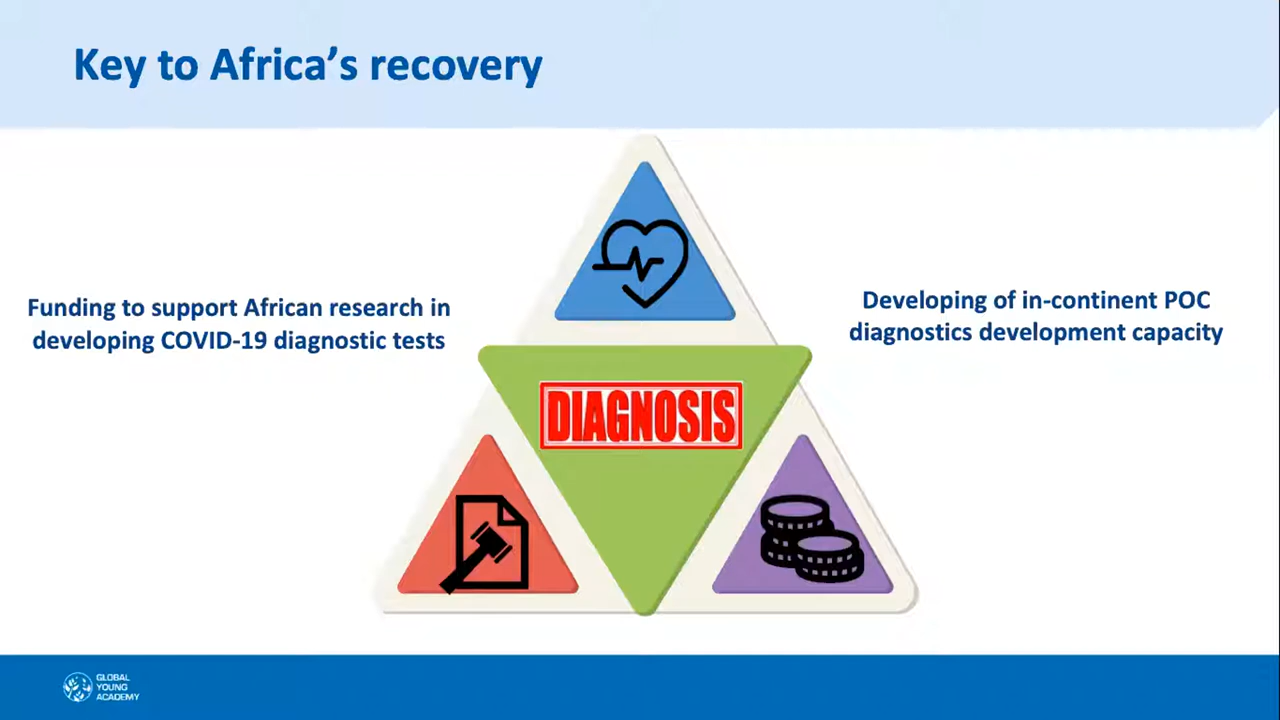 Key to Africa's recovery
Funding to support African research in
developing COVID-19 diagnostic tests
Developing of in-continent POC
diagnostics development capacity
DIAGNOSIS
GLOBAL
YOUNG
ACADEMY